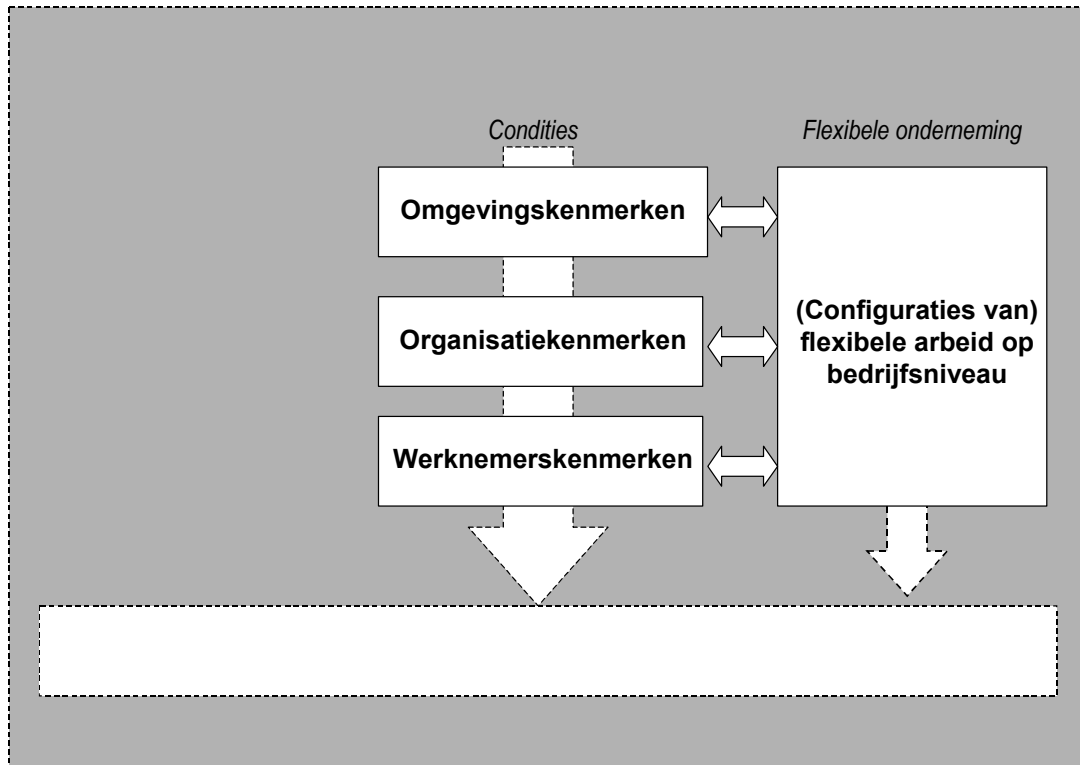 Condities
Flexibele onderneming
Omgevingskenmerken
Organisatiekenmerken
Werknemerskenmerken
(Configuraties van)
flexibele arbeid op
bedrijfsniveau